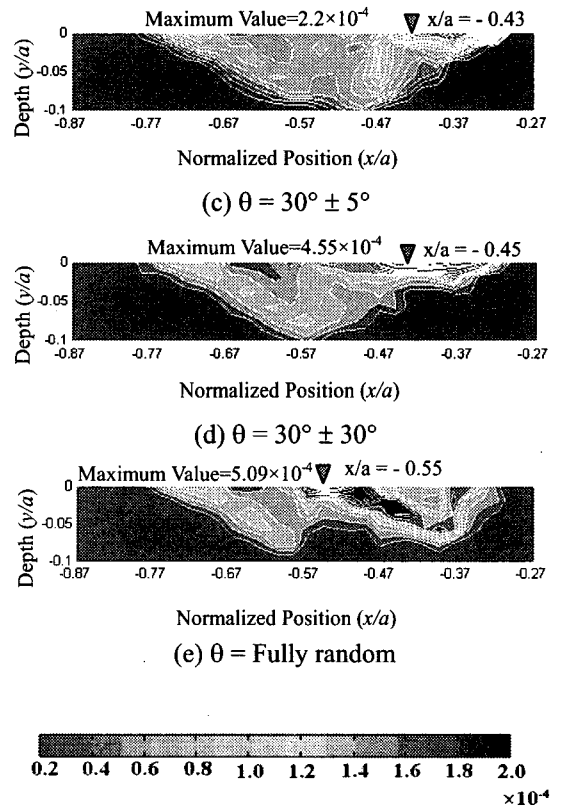 Maximum Value=2.2×10⁻⁴ x/a = - 0.43
Depth (y/a)
0
-0.05
-0.1
-0.87 -0.77 -0.67 -0.57 -0.47 -0.37 -0.27
Normalized Position (x/a)
(c) θ = 30° ± 5°
Maximum Value=4.55×10⁻⁴ x/a = - 0.45
Depth (y/a)
0
-0.05
-0.1
-0.87 -0.77 -0.67 -0.57 -0.47 -0.37 -0.27
Normalized Position (x/a)
(d) θ = 30° ± 30°
Maximum Value=5.09×10⁻⁴ x/a = - 0.55
Depth (y/a)
0
-0.05
-0.1
-0.87 -0.77 -0.67 -0.57 -0.47 -0.37 -0.27
Normalized Position (x/a)
(e) θ = Fully random
0.2 0.4 0.6 0.8 1.0 1.2 1.4 1.6 1.8 2.0
×10⁻⁴